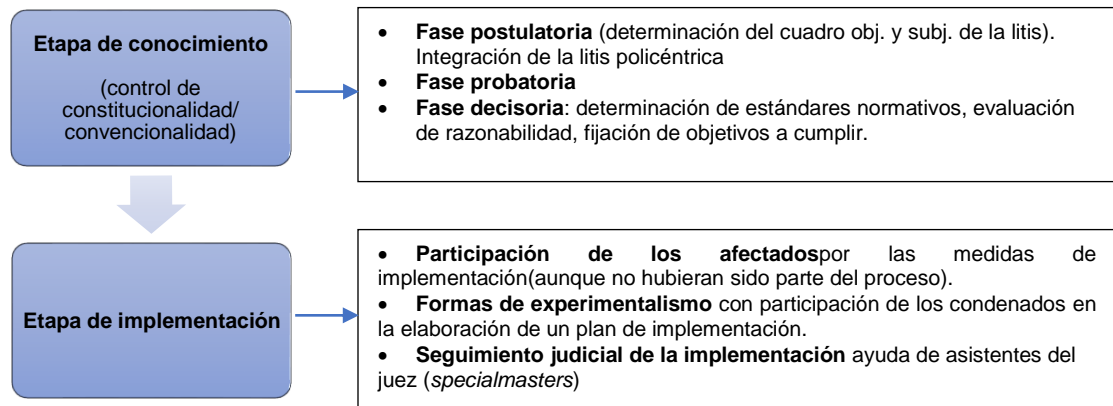 Etapa de conocimiento
(control de
constitucionalidad/
convencionalidad)
• Fase postulatoria (determinación del cuadro obj. y subj. de la litis).
Integración de la litis policéntrica
• Fase probatoria
• Fase decisoria: determinación de estándares normativos, evaluación
de razonabilidad, fijación de objetivos a cumplir.
Etapa de implementación
• Participación de los afectadospor las medidas de
implementación(aunque no hubieran sido parte del proceso).
• Formas de experimentalismo con participación de los condenados en
la elaboración de un plan de implementación.
• Seguimiento judicial de la implementación ayuda de asistentes del
juez (specialmasters)